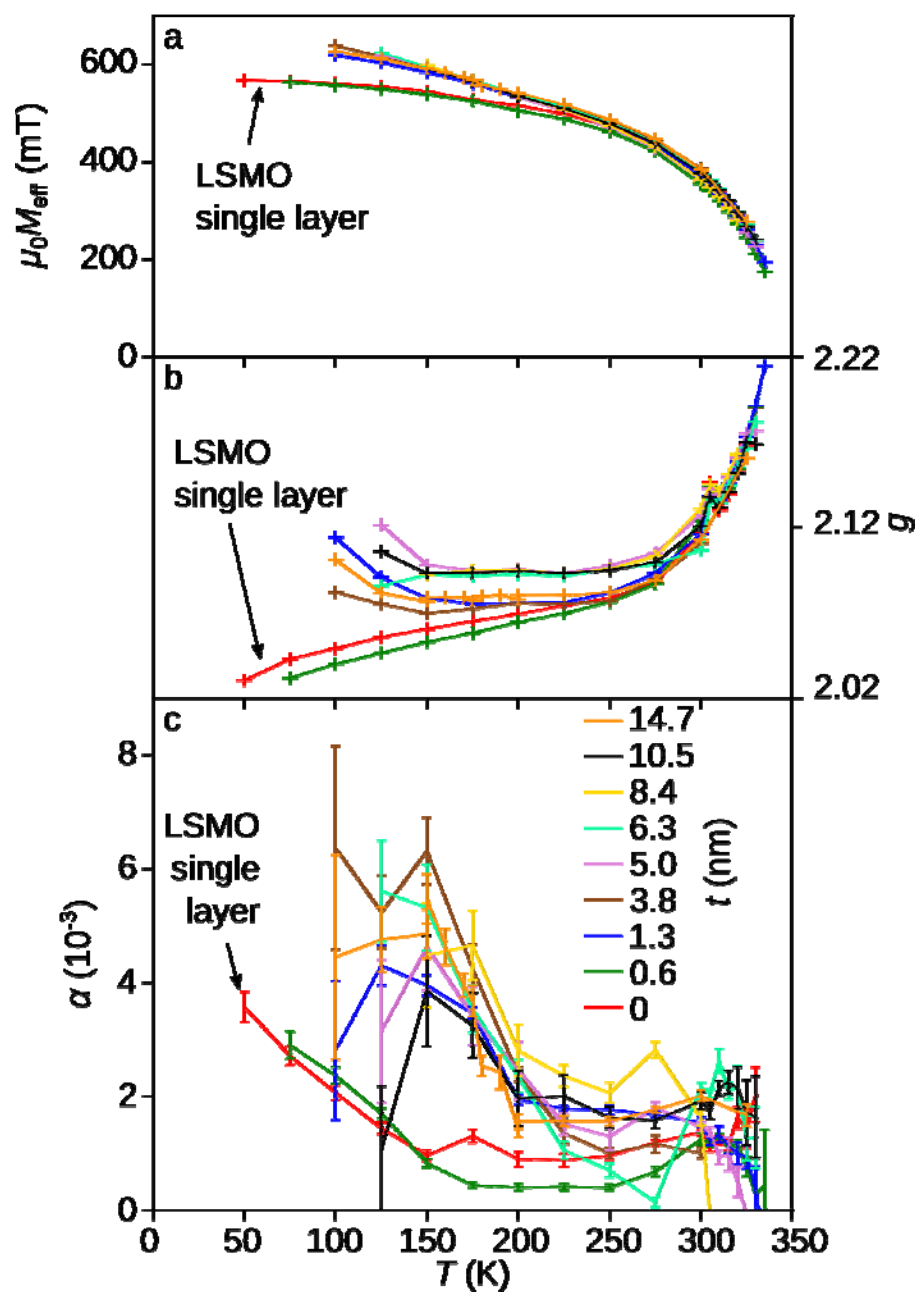 a
600
400
200
0
μ₀Meff (mT)
LSMO
single layer
b
2.22
2.12
2.02
g
LSMO
single layer
c
8
6
4
2
0
α (10⁻³)
LSMO
single
layer
14.7
10.5
8.4
6.3
5.0
3.8
1.3
0.6
0
t (nm)
0 50 100 150 200 250 300 350
T (K)